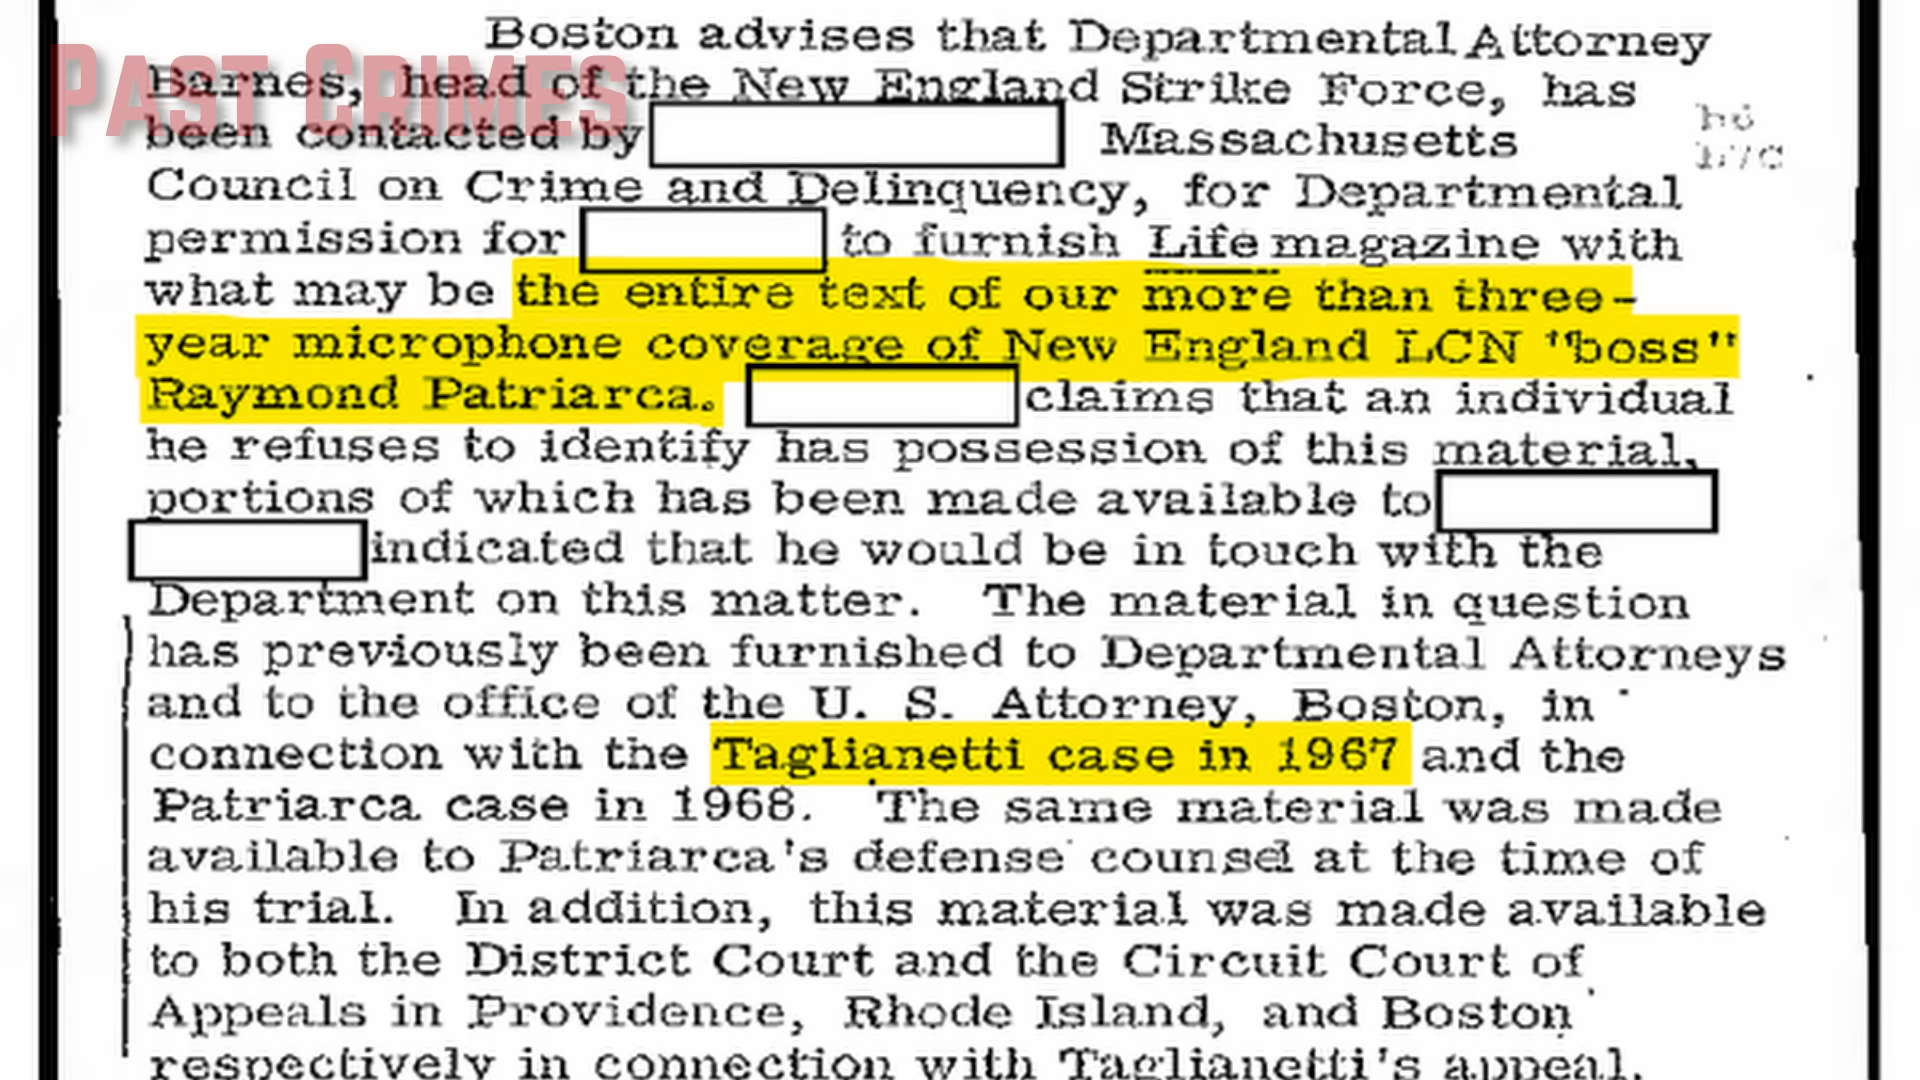 PAST CRIMES
Boston advises that Departmental Attorney
Barnes, head of the New England Strike Force, has
been contacted by Massachusetts
b6
b7C
Council on Crime and Delinquency, for Departmental
permission for to furnish Life magazine with
what may be the entire text of our more than three-
year microphone coverage of New England LCN "boss"
Raymond Patriarca. claims that an individual
he refuses to identify has possession of this material,
portions of which has been made available to
indicated that he would be in touch with the
Department on this matter. The material in question
has previously been furnished to Departmental Attorneys
and to the office of the U. S. Attorney, Boston, in
connection with the Taglianetti case in 1967 and the
Patriarca case in 1968. The same material was made
available to Patriarca's defense counsel at the time of
his trial. In addition, this material was made available
to both the District Court and the Circuit Court of
Appeals in Providence, Rhode Island, and Boston
respectively in connection with Taglianetti's appeal.